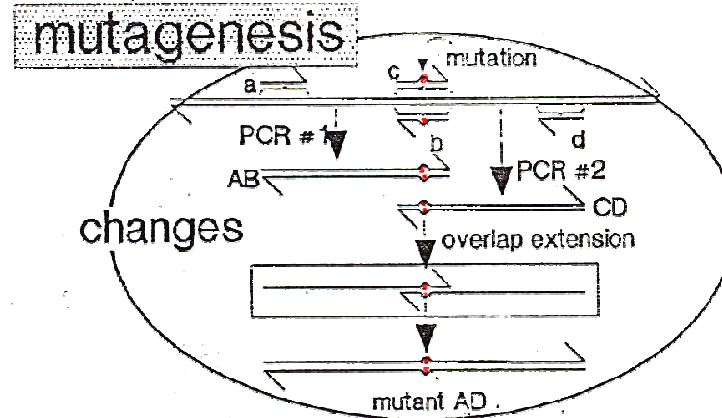 mutagenesis
mutation
a
c
PCR #1
b
d
AB
PCR #2
CD
changes
overlap extension
mutant AD